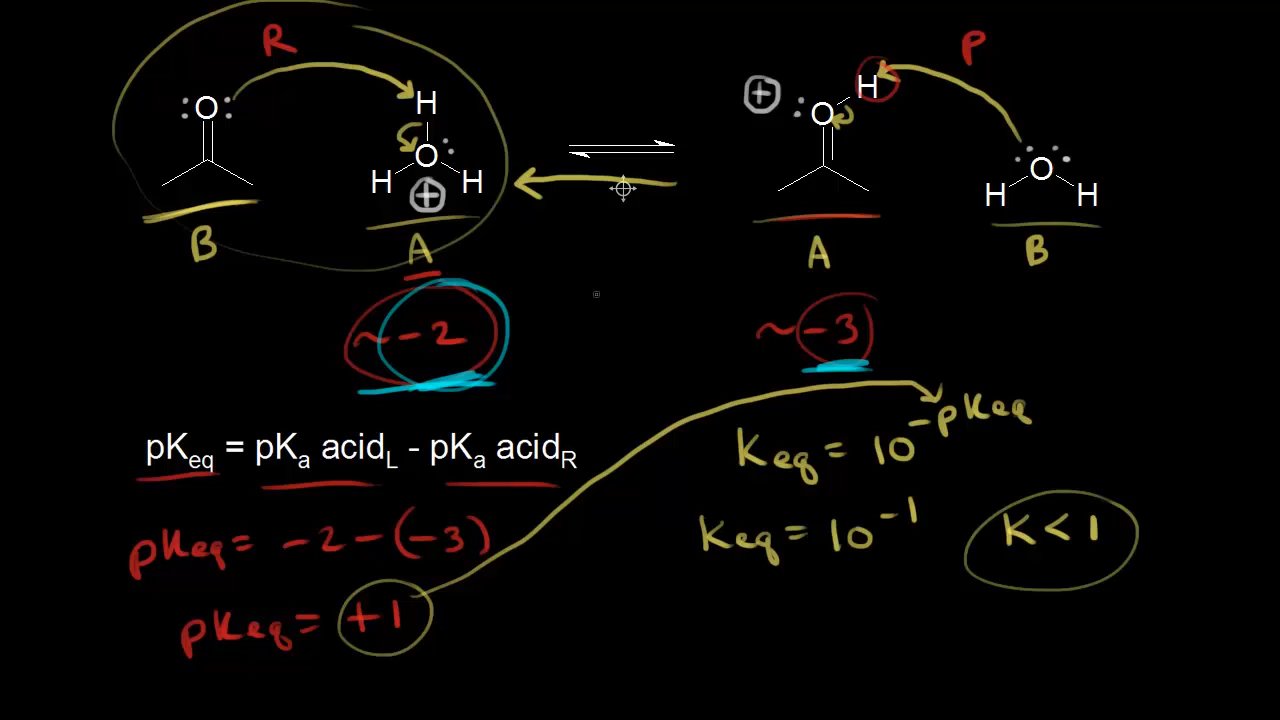 R
P
H
:O:
H
O:
H H
+
+
:O
H
O
H H
B
A
A
B
~-2
~-3
pKeq = pKa acidL - pKa acidR
Keq = 10-pKeq
pKeq = -2-(-3)
Keq = 10-1
K < 1
pKeq = +1